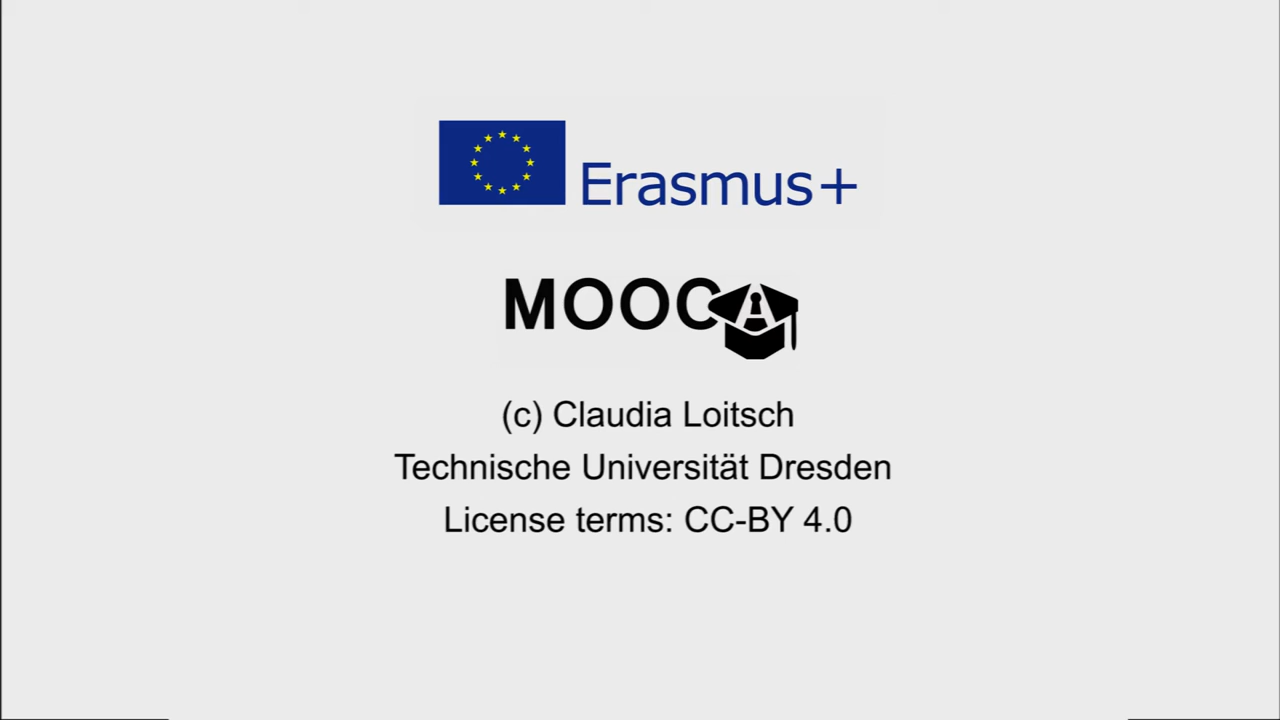 Erasmus+
MOOC
(c) Claudia Loitsch
Technische Universität Dresden
License terms: CC-BY 4.0